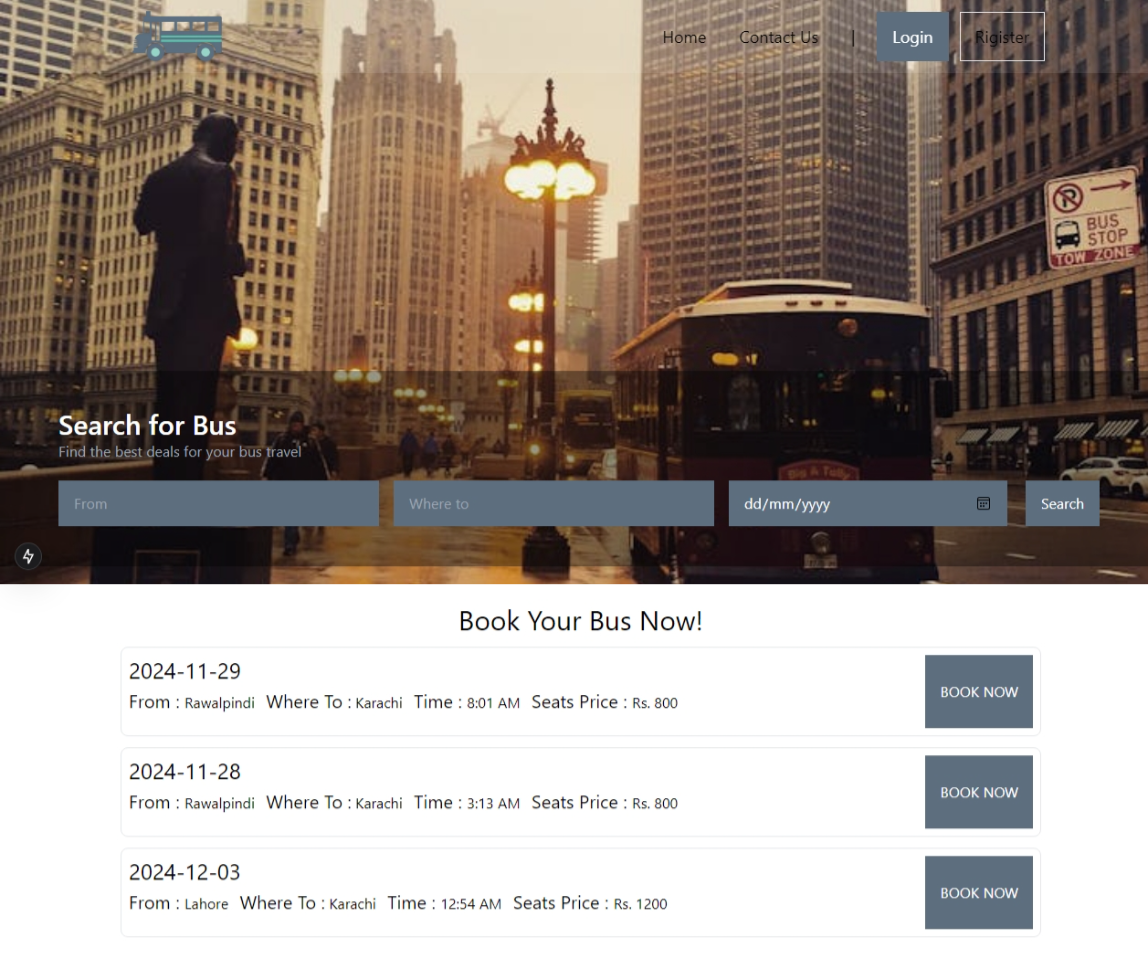 Home Contact Us | Login Rigister
BUS
STOP
TOW ZONE
Search for Bus
Find the best deals for your bus travel
From Where to dd/mm/yyyy Search
Book Your Bus Now!
2024-11-29
From : Rawalpindi Where To : Karachi Time : 8:01 AM Seats Price : Rs. 800
BOOK NOW
2024-11-28
From : Rawalpindi Where To : Karachi Time : 3:13 AM Seats Price : Rs. 800
BOOK NOW
2024-12-03
From : Lahore Where To : Karachi Time : 12:54 AM Seats Price : Rs. 1200
BOOK NOW